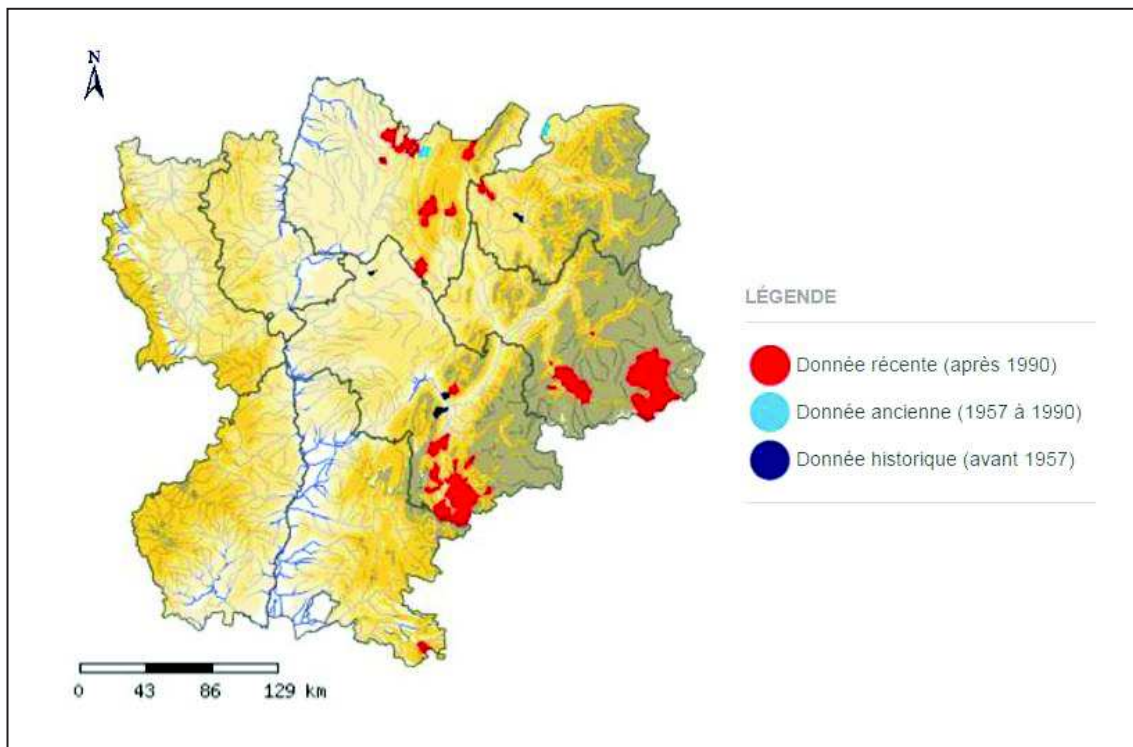 N
LÉGENDE
Donnée récente (après 1990)
Donnée ancienne (1957 à 1990)
Donnée historique (avant 1957)
0 43 86 129 km